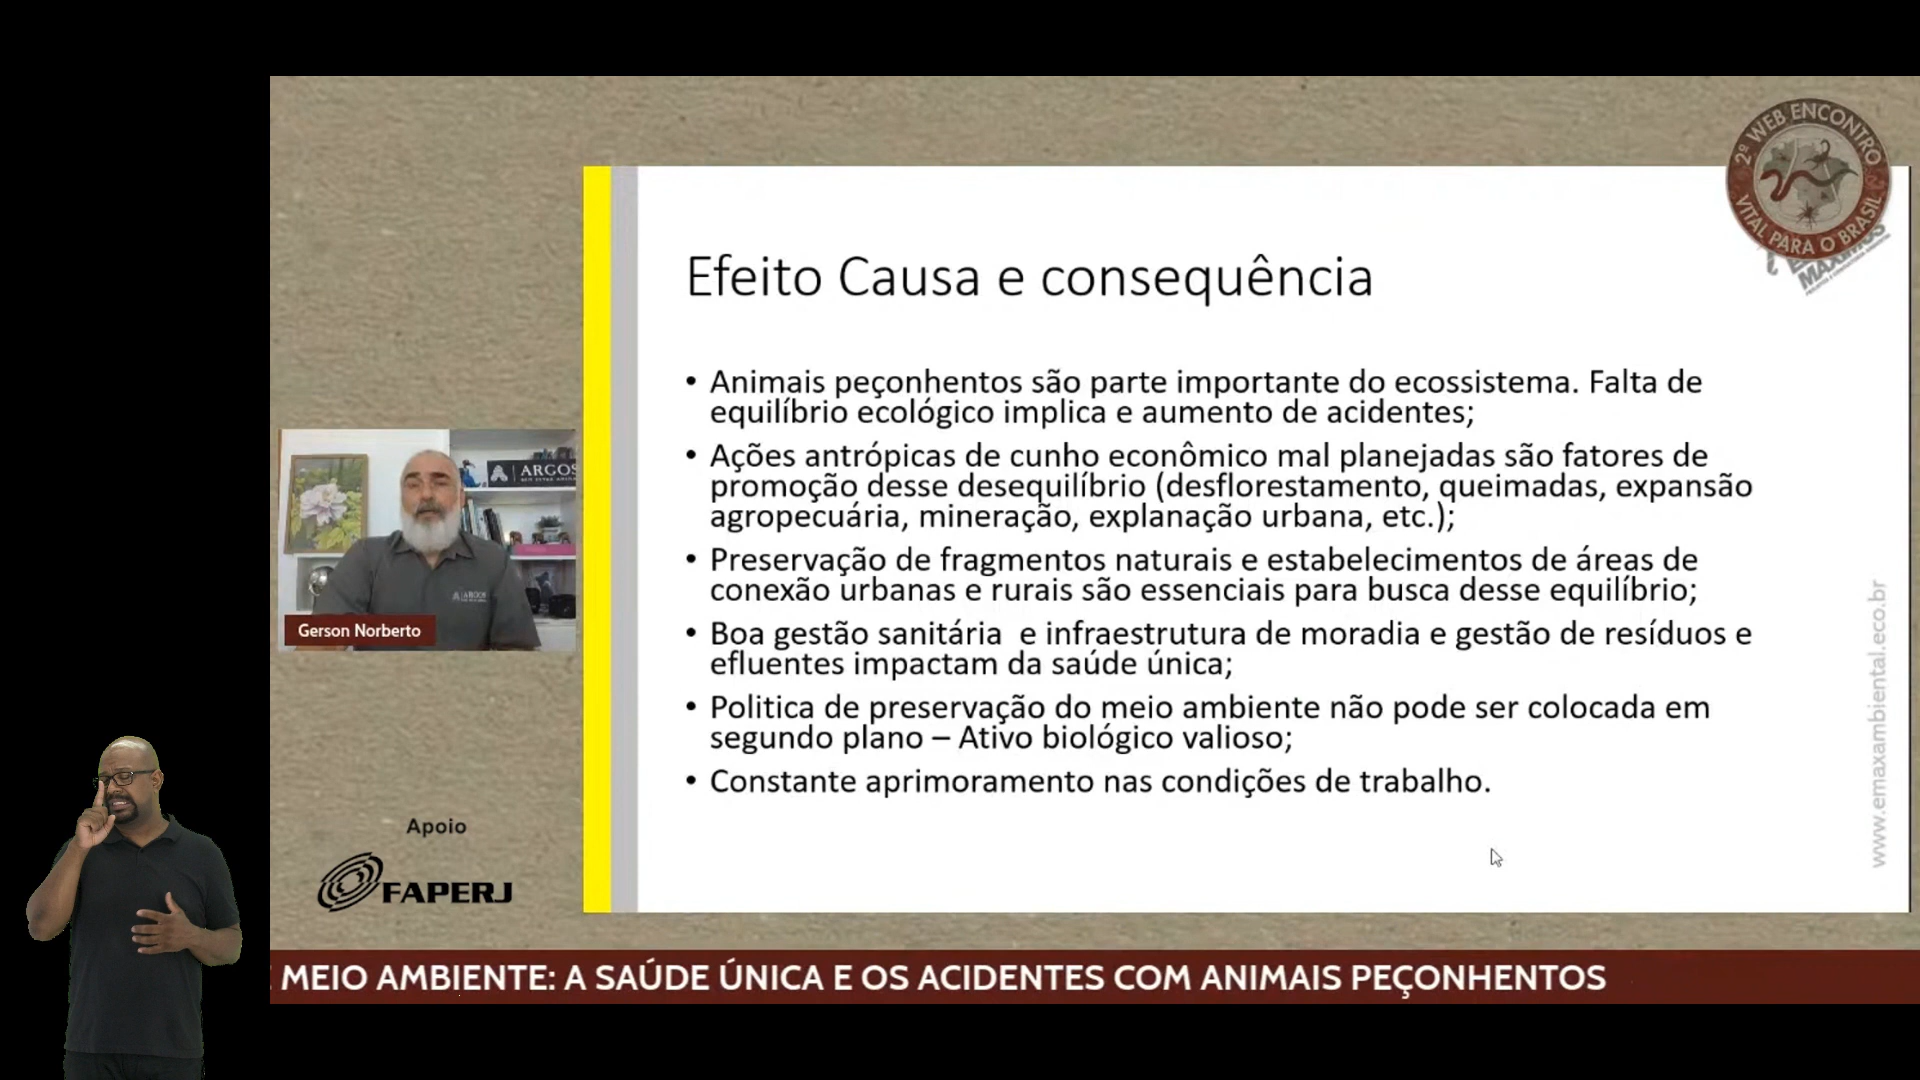 2º WEB ENCONTRO
VITAL PARA O BRASIL
Efeito Causa e consequência
• Animais peçonhentos são parte importante do ecossistema. Falta de
equilíbrio ecológico implica e aumento de acidentes;
• Ações antrópicas de cunho econômico mal planejadas são fatores de
promoção desse desequilíbrio (desflorestamento, queimadas, expansão
agropecuária, mineração, explanação urbana, etc.);
• Preservação de fragmentos naturais e estabelecimentos de áreas de
conexão urbanas e rurais são essenciais para busca desse equilíbrio;
• Boa gestão sanitária  e infraestrutura de moradia e gestão de resíduos e
efluentes impactam da saúde única;
• Politica de preservação do meio ambiente não pode ser colocada em
segundo plano – Ativo biológico valioso;
• Constante aprimoramento nas condições de trabalho.
www.emaxambiental.eco.br
ARGOS
ARGOS
Gerson Norberto
Apoio
FAPERJ
MEIO AMBIENTE: A SAÚDE ÚNICA E OS ACIDENTES COM ANIMAIS PEÇONHENTOS